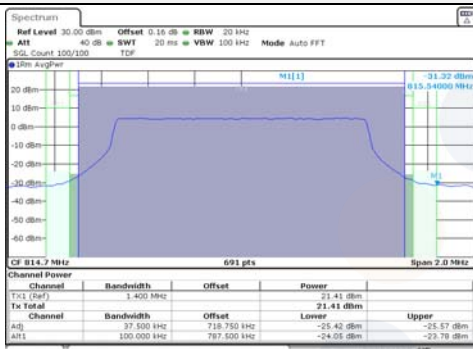 Spectrum
Ref Level 30.00 dBm Offset 0.16 dB RBW 20 kHz
Att 40 dB SWT 20 ms VBW 100 kHz Mode Auto FFT
SGL Count 100/100 TDF
1Rm AvgPwr
M1[1] -31.32 dBm
815.54000 MHz
20 dBm
10 dBm
0 dBm
-10 dBm
-20 dBm
-30 dBm
M1
-40 dBm
-50 dBm
-60 dBm
CF 814.7 MHz 691 pts Span 2.0 MHz
Channel Power
Channel Bandwidth Offset Power
TX1 (Ref) 1.400 MHz 21.41 dBm
Tx Total 21.41 dBm
Channel Bandwidth Offset Lower Upper
Adj 37.500 kHz 718.750 kHz -25.42 dBm -25.57 dBm
Alt1 100.000 kHz 787.500 kHz -24.05 dBm -23.78 dBm